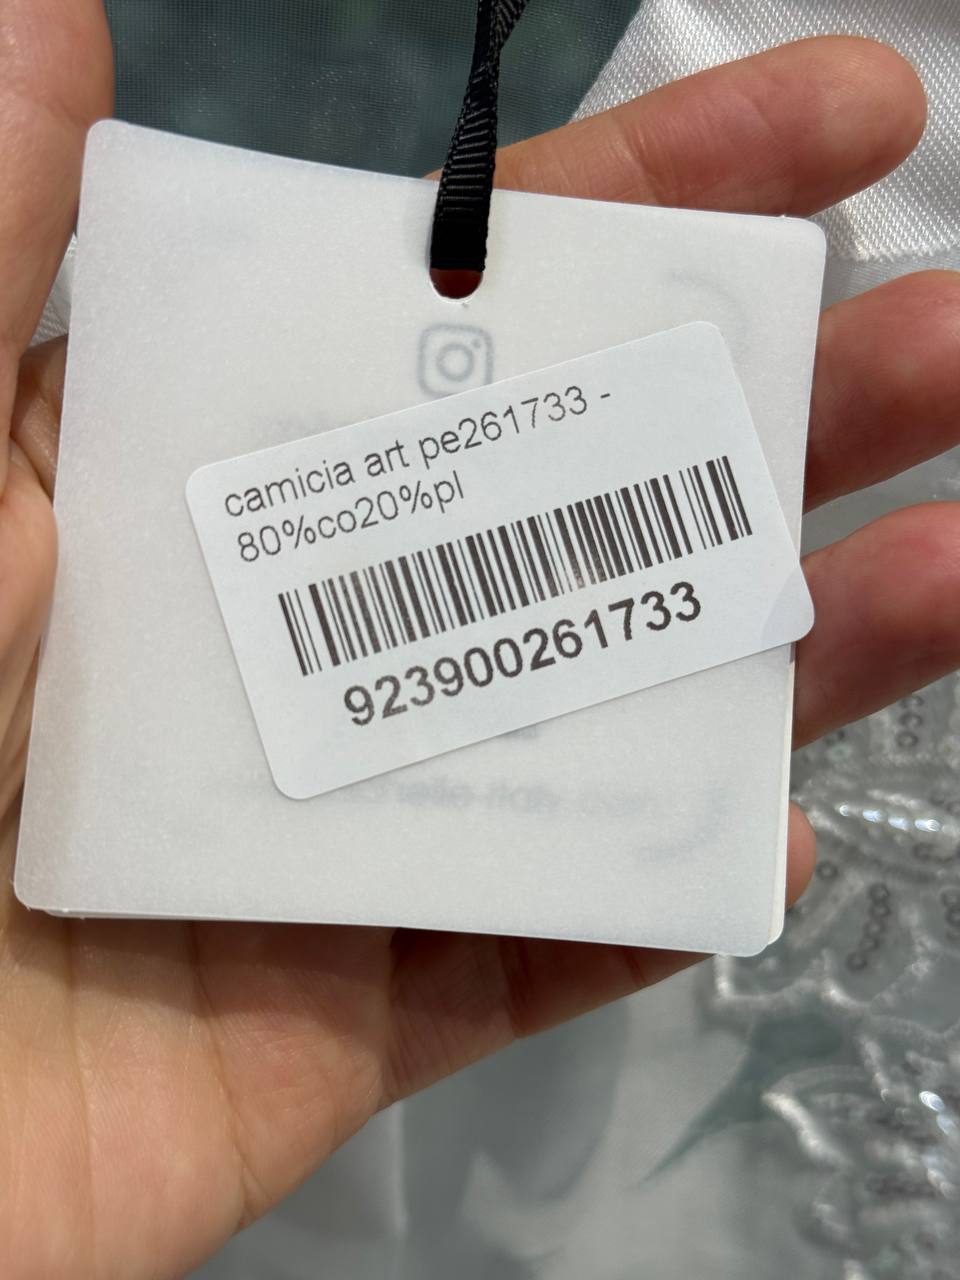 camicia art pe261733 -
80%co20%pl
923900261733